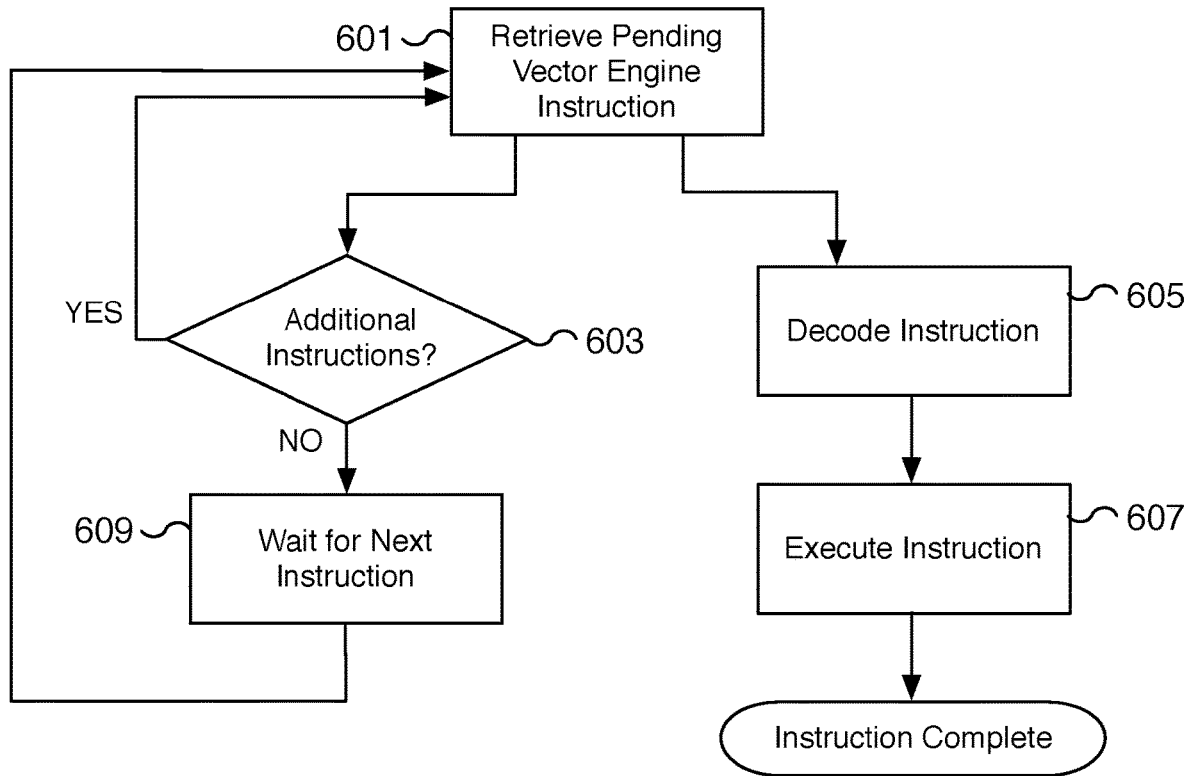 601
Retrieve Pending
Vector Engine
Instruction
YES
Additional
Instructions?
603
605
Decode Instruction
NO
609
Wait for Next
Instruction
607
Execute Instruction
Instruction Complete